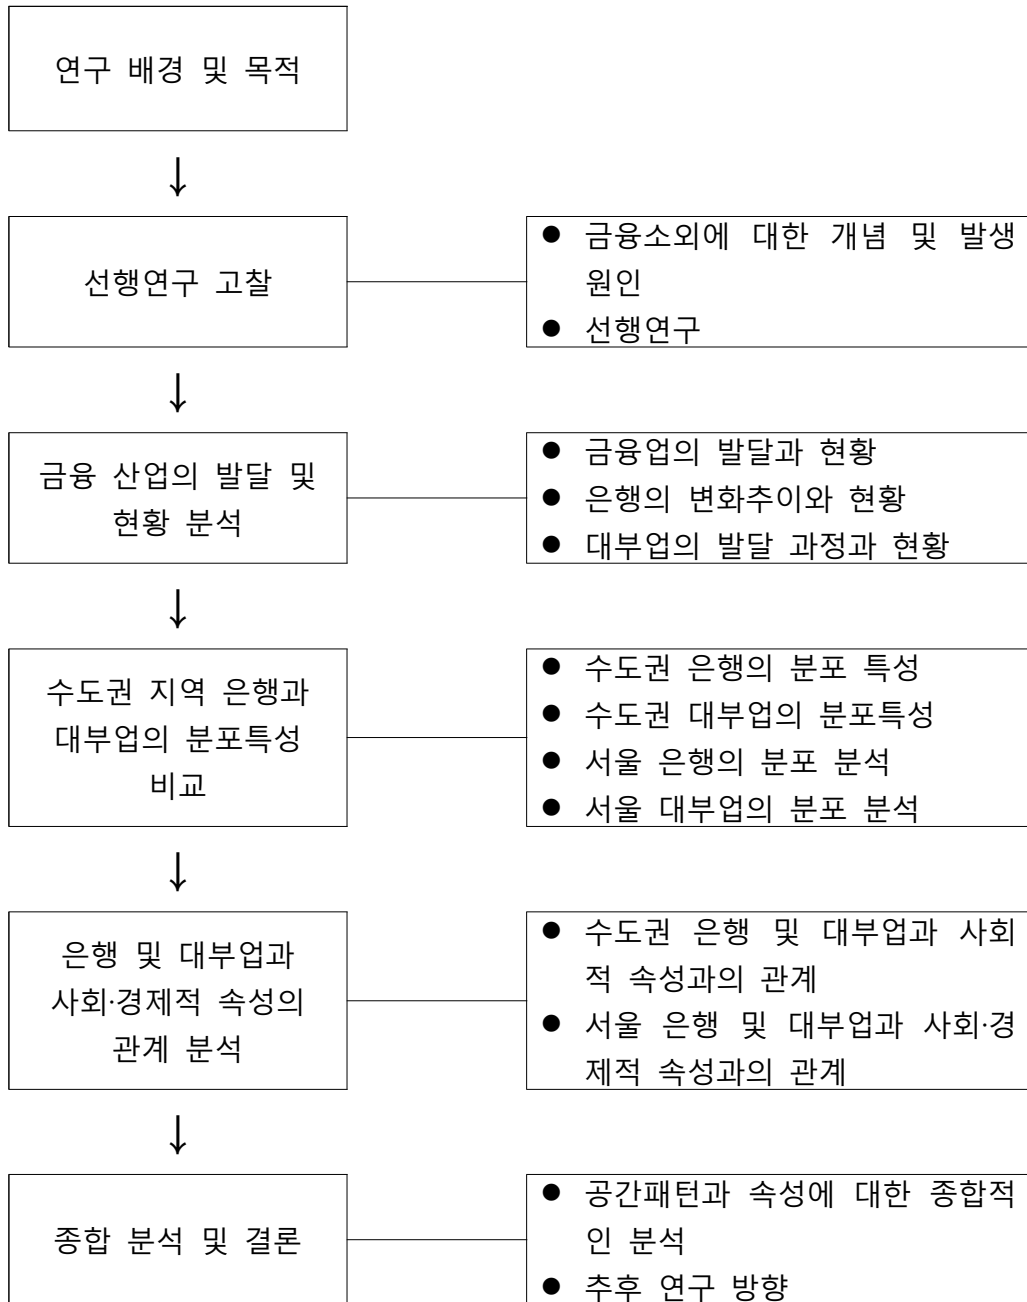 연구 배경 및 목적
↓
선행연구 고찰
● 금융소외에 대한 개념 및 발생
원인
● 선행연구
↓
금융 산업의 발달 및
현황 분석
● 금융업의 발달과 현황
● 은행의 변화추이와 현황
● 대부업의 발달 과정과 현황
↓
수도권 지역 은행과
대부업의 분포특성
비교
● 수도권 은행의 분포 특성
● 수도권 대부업의 분포특성
● 서울 은행의 분포 분석
● 서울 대부업의 분포 분석
↓
은행 및 대부업과
사회·경제적 속성의
관계 분석
● 수도권 은행 및 대부업과 사회
적 속성과의 관계
● 서울 은행 및 대부업과 사회·경
제적 속성과의 관계
↓
종합 분석 및 결론
● 공간패턴과 속성에 대한 종합적
인 분석
● 추후 연구 방향